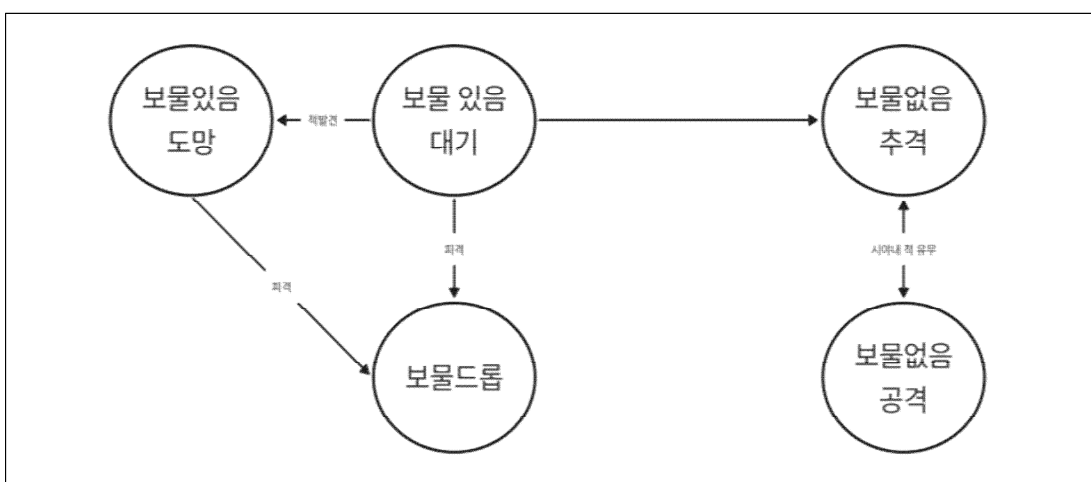 보물있음
도망
적발견
보물 있음
대기
보물없음
추격
피격
피격
시야내 적 유무
보물드롭
보물없음
공격